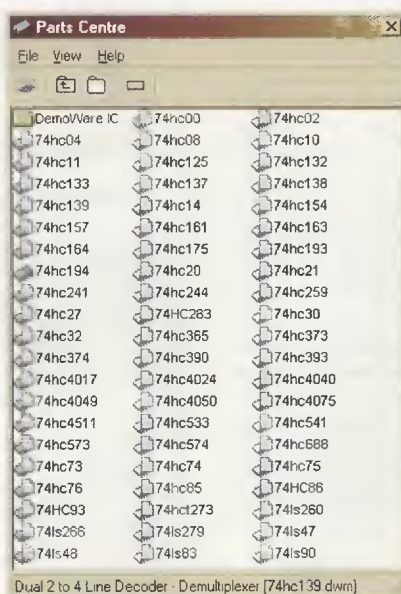 Parts Centre
File View Help
DemoWare IC 74hc00 74hc02
74hc04 74hc08 74hc10
74hc11 74hc125 74hc132
74hc133 74hc137 74hc138
74hc139 74hc14 74hc154
74hc157 74hc161 74hc163
74hc164 74hc175 74hc193
74hc194 74hc20 74hc21
74hc241 74hc244 74hc259
74hc27 74HC283 74hc30
74hc32 74hc365 74hc373
74hc374 74hc390 74hc393
74hc4017 74hc4024 74hc4040
74hc4049 74hc4050 74hc4075
74hc4511 74hc533 74hc541
74hc573 74hc574 74hc688
74hc73 74hc74 74hc75
74hc76 74hc85 74HC86
74HC93 74hct273 74ls260
74ls266 74ls279 74ls47
74ls48 74ls83 74ls90
Dual 2 to 4 Line Decoder - Demultiplexer [74hc139.dwm]